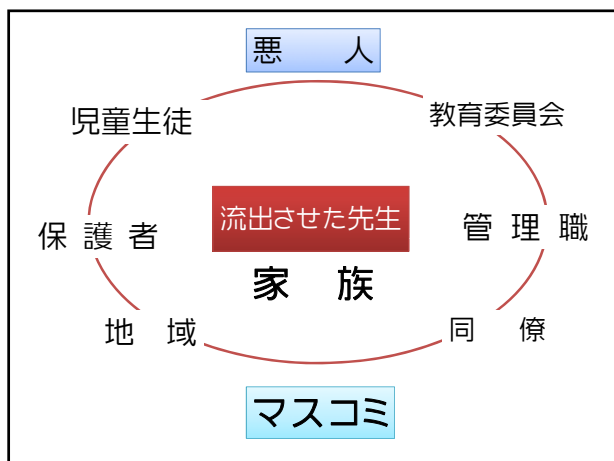 悪　　人
児童生徒
教育委員会
流出させた先生
保 護 者
管 理 職
家　族
地　域
同　僚
マスコミ